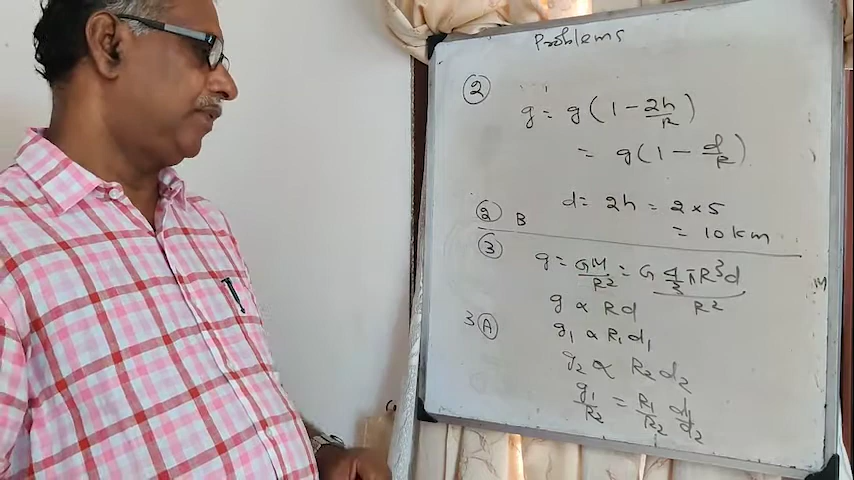 Problems
② g = g(1 - 2h/R)
= g(1 - d/R)
d = 2h = 2 × 5
② B = 10 km
③ g = GM/R² = G 4/3 πR³d/R²
g ∝ Rd
3 Ⓐ g₁ ∝ R₁d₁
g₂ ∝ R₂d₂
g₁/R₂ = R₁/R₂ d₁/d₂